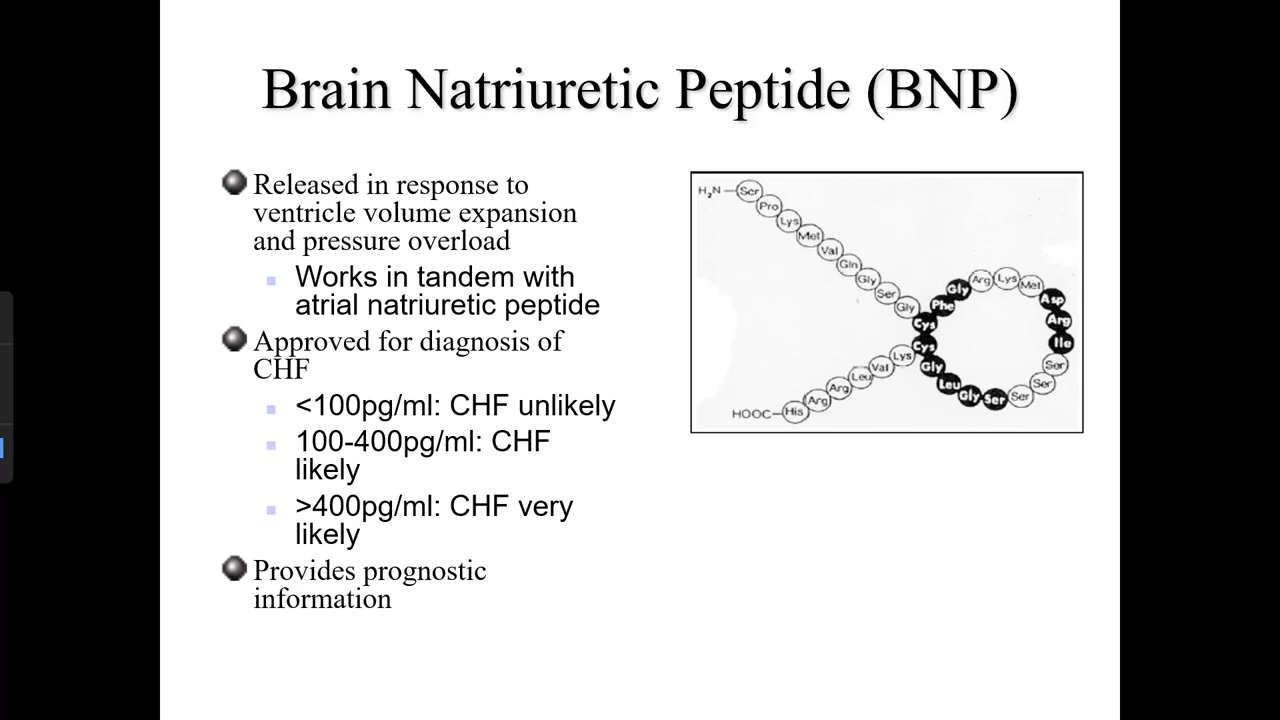 Brain Natriuretic Peptide (BNP)
Released in response to
ventricle volume expansion
and pressure overload
Works in tandem with
atrial natriuretic peptide
Approved for diagnosis of
CHF
<100pg/ml: CHF unlikely
100-400pg/ml: CHF
likely
>400pg/ml: CHF very
likely
Provides prognostic
information
H₂N Ser Pro Lys Met Val Gln Gly Ser Gly Cys Phe Gly Arg Lys Met Asp Arg Ile Ser Ser Ser Ser Gly Leu Gly Cys Lys Val Leu Arg Arg His HOOC